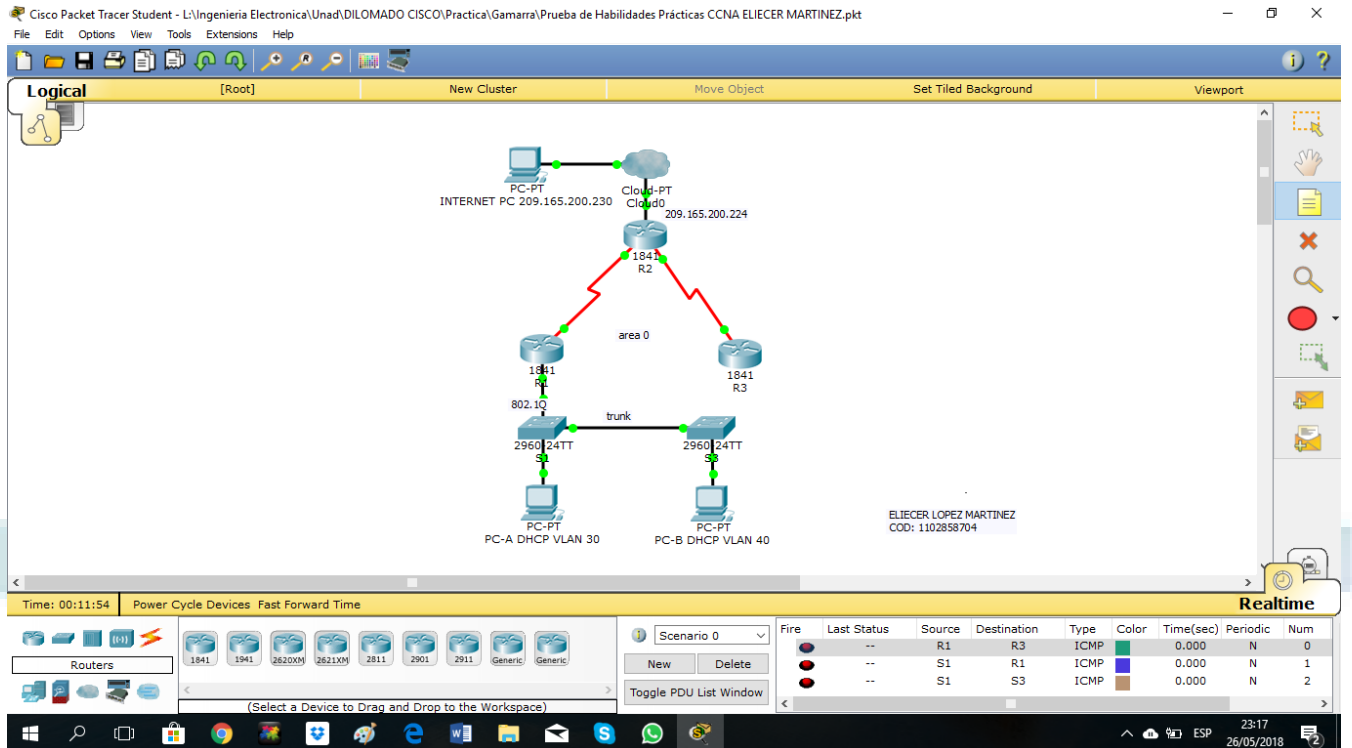 Cisco Packet Tracer Student - L:\Ingenieria Electronica\Unad\DILOMADO CISCO\Practica\Gamarra\Prueba de Habilidades Prácticas CCNA ELIECER MARTINEZ.pkt
File Edit Options View Tools Extensions Help
Logical [Root] New Cluster Move Object Set Tiled Background Viewport
PC-PT
INTERNET PC 209.165.200.230
Cloud-PT
Cloud0
209.165.200.224
1841
R2
area 0
1841
R1
1841
R3
802.1Q
trunk
2960-24TT
S1
2960-24TT
S3
PC-PT
PC-A DHCP VLAN 30
PC-PT
PC-B DHCP VLAN 40
ELIECER LOPEZ MARTINEZ
COD: 1102858704
Time: 00:11:54 Power Cycle Devices Fast Forward Time Realtime
Routers
1841 1941 2620XM 2621XM 2811 2901 2911 Generic Generic
(Select a Device to Drag and Drop to the Workspace)
Scenario 0
New Delete
Toggle PDU List Window
Fire Last Status Source Destination Type Color Time(sec) Periodic Num
-- R1 R3 ICMP 0.000 N 0
-- S1 R1 ICMP 0.000 N 1
-- S1 S3 ICMP 0.000 N 2
ESP
23:17
26/05/2018